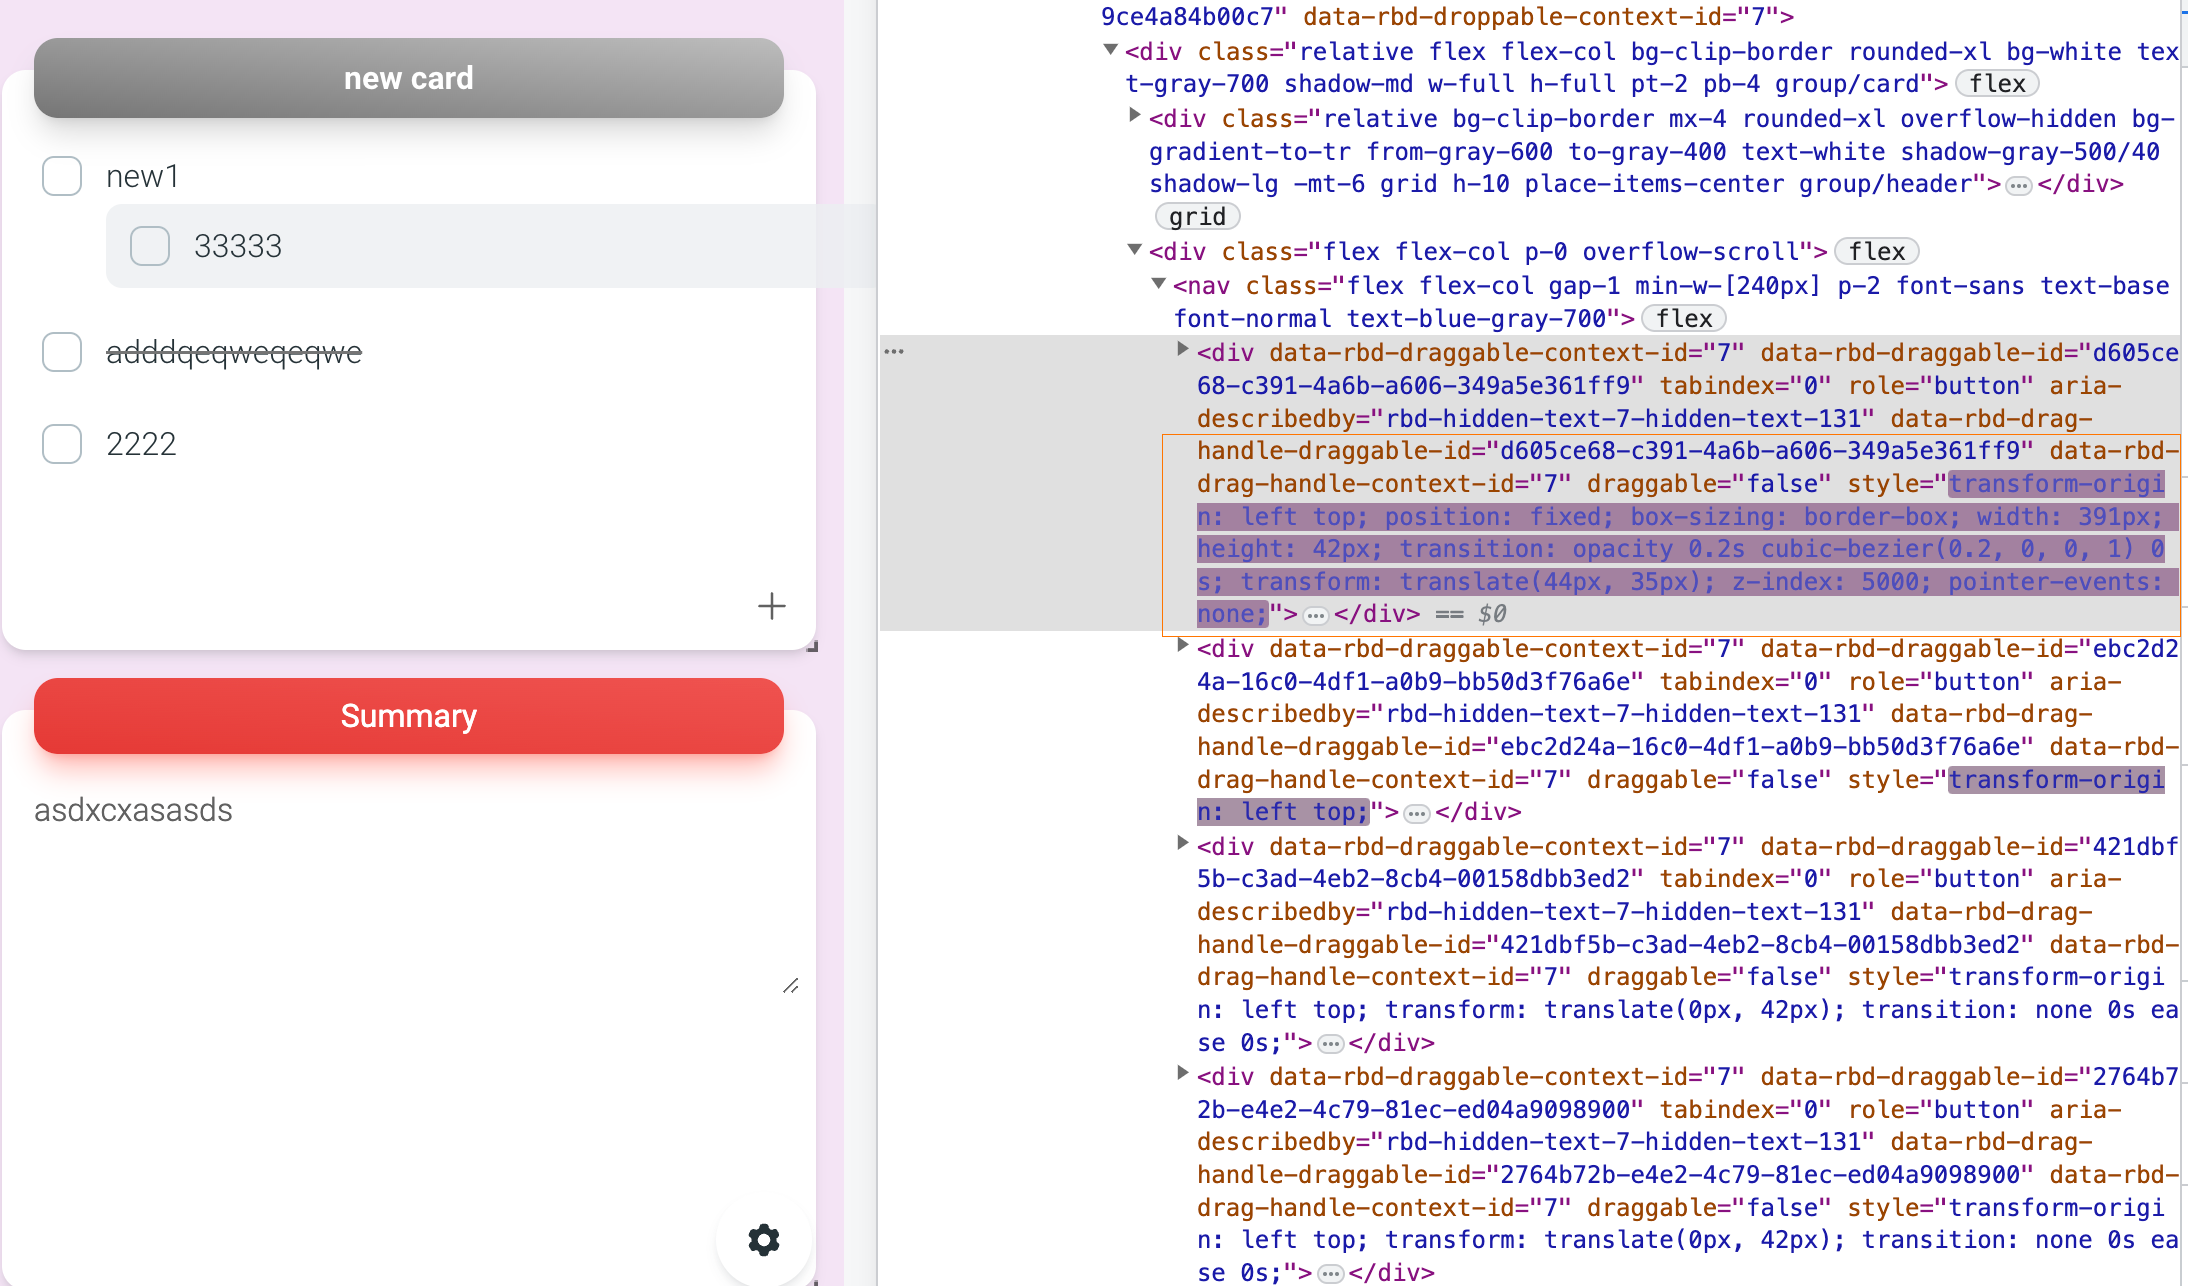 new card
new1
33333
adddqeqweqeqwe
2222
Summary
asdxcxasasds
9ce4a84b00c7" data-rbd-droppable-context-id="7">
<div class="relative flex flex-col bg-clip-border rounded-xl bg-white tex
t-gray-700 shadow-md w-full h-full pt-2 pb-4 group/card"> flex
<div class="relative bg-clip-border mx-4 rounded-xl overflow-hidden bg-
gradient-to-tr from-gray-600 to-gray-400 text-white shadow-gray-500/40
shadow-lg -mt-6 grid h-10 place-items-center group/header">…</div>
grid
<div class="flex flex-col p-0 overflow-scroll"> flex
<nav class="flex flex-col gap-1 min-w-[240px] p-2 font-sans text-base
font-normal text-blue-gray-700"> flex
… <div data-rbd-draggable-context-id="7" data-rbd-draggable-id="d605ce
68-c391-4a6b-a606-349a5e361ff9" tabindex="0" role="button" aria-
describedby="rbd-hidden-text-7-hidden-text-131" data-rbd-drag-
handle-draggable-id="d605ce68-c391-4a6b-a606-349a5e361ff9" data-rbd-
drag-handle-context-id="7" draggable="false" style="transform-origi
n: left top; position: fixed; box-sizing: border-box; width: 391px;
height: 42px; transition: opacity 0.2s cubic-bezier(0.2, 0, 0, 1) 0
s; transform: translate(44px, 35px); z-index: 5000; pointer-events:
none;">…</div> == $0
<div data-rbd-draggable-context-id="7" data-rbd-draggable-id="ebc2d2
4a-16c0-4df1-a0b9-bb50d3f76a6e" tabindex="0" role="button" aria-
describedby="rbd-hidden-text-7-hidden-text-131" data-rbd-drag-
handle-draggable-id="ebc2d24a-16c0-4df1-a0b9-bb50d3f76a6e" data-rbd-
drag-handle-context-id="7" draggable="false" style="transform-origi
n: left top;">…</div>
<div data-rbd-draggable-context-id="7" data-rbd-draggable-id="421dbf
5b-c3ad-4eb2-8cb4-00158dbb3ed2" tabindex="0" role="button" aria-
describedby="rbd-hidden-text-7-hidden-text-131" data-rbd-drag-
handle-draggable-id="421dbf5b-c3ad-4eb2-8cb4-00158dbb3ed2" data-rbd-
drag-handle-context-id="7" draggable="false" style="transform-origi
n: left top; transform: translate(0px, 42px); transition: none 0s ea
se 0s;">…</div>
<div data-rbd-draggable-context-id="7" data-rbd-draggable-id="2764b7
2b-e4e2-4c79-81ec-ed04a9098900" tabindex="0" role="button" aria-
describedby="rbd-hidden-text-7-hidden-text-131" data-rbd-drag-
handle-draggable-id="2764b72b-e4e2-4c79-81ec-ed04a9098900" data-rbd-
drag-handle-context-id="7" draggable="false" style="transform-origi
n: left top; transform: translate(0px, 42px); transition: none 0s ea
se 0s;">…</div>